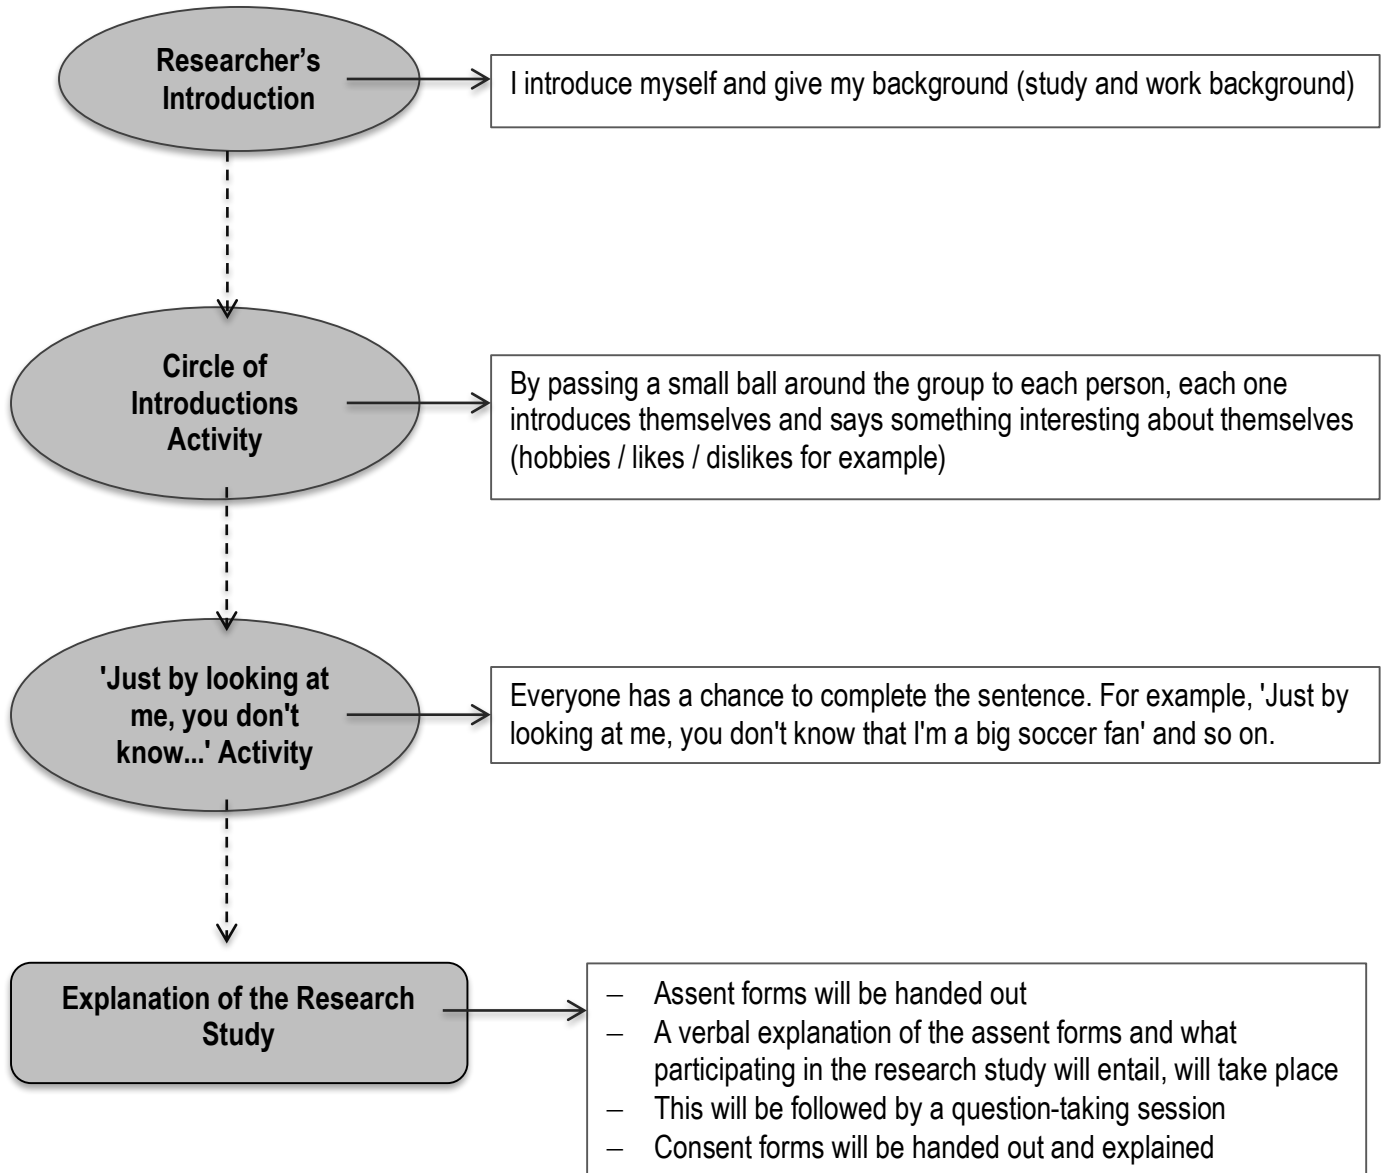 Researcher’s
Introduction
I introduce myself and give my background (study and work background)
Circle of
Introductions
Activity
By passing a small ball around the group to each person, each one
introduces themselves and says something interesting about themselves
(hobbies / likes / dislikes for example)
'Just by looking at
me, you don't
know...' Activity
Everyone has a chance to complete the sentence. For example, 'Just by
looking at me, you don't know that I'm a big soccer fan' and so on.
Explanation of the Research
Study
– Assent forms will be handed out
– A verbal explanation of the assent forms and what
participating in the research study will entail, will take place
– This will be followed by a question-taking session
– Consent forms will be handed out and explained